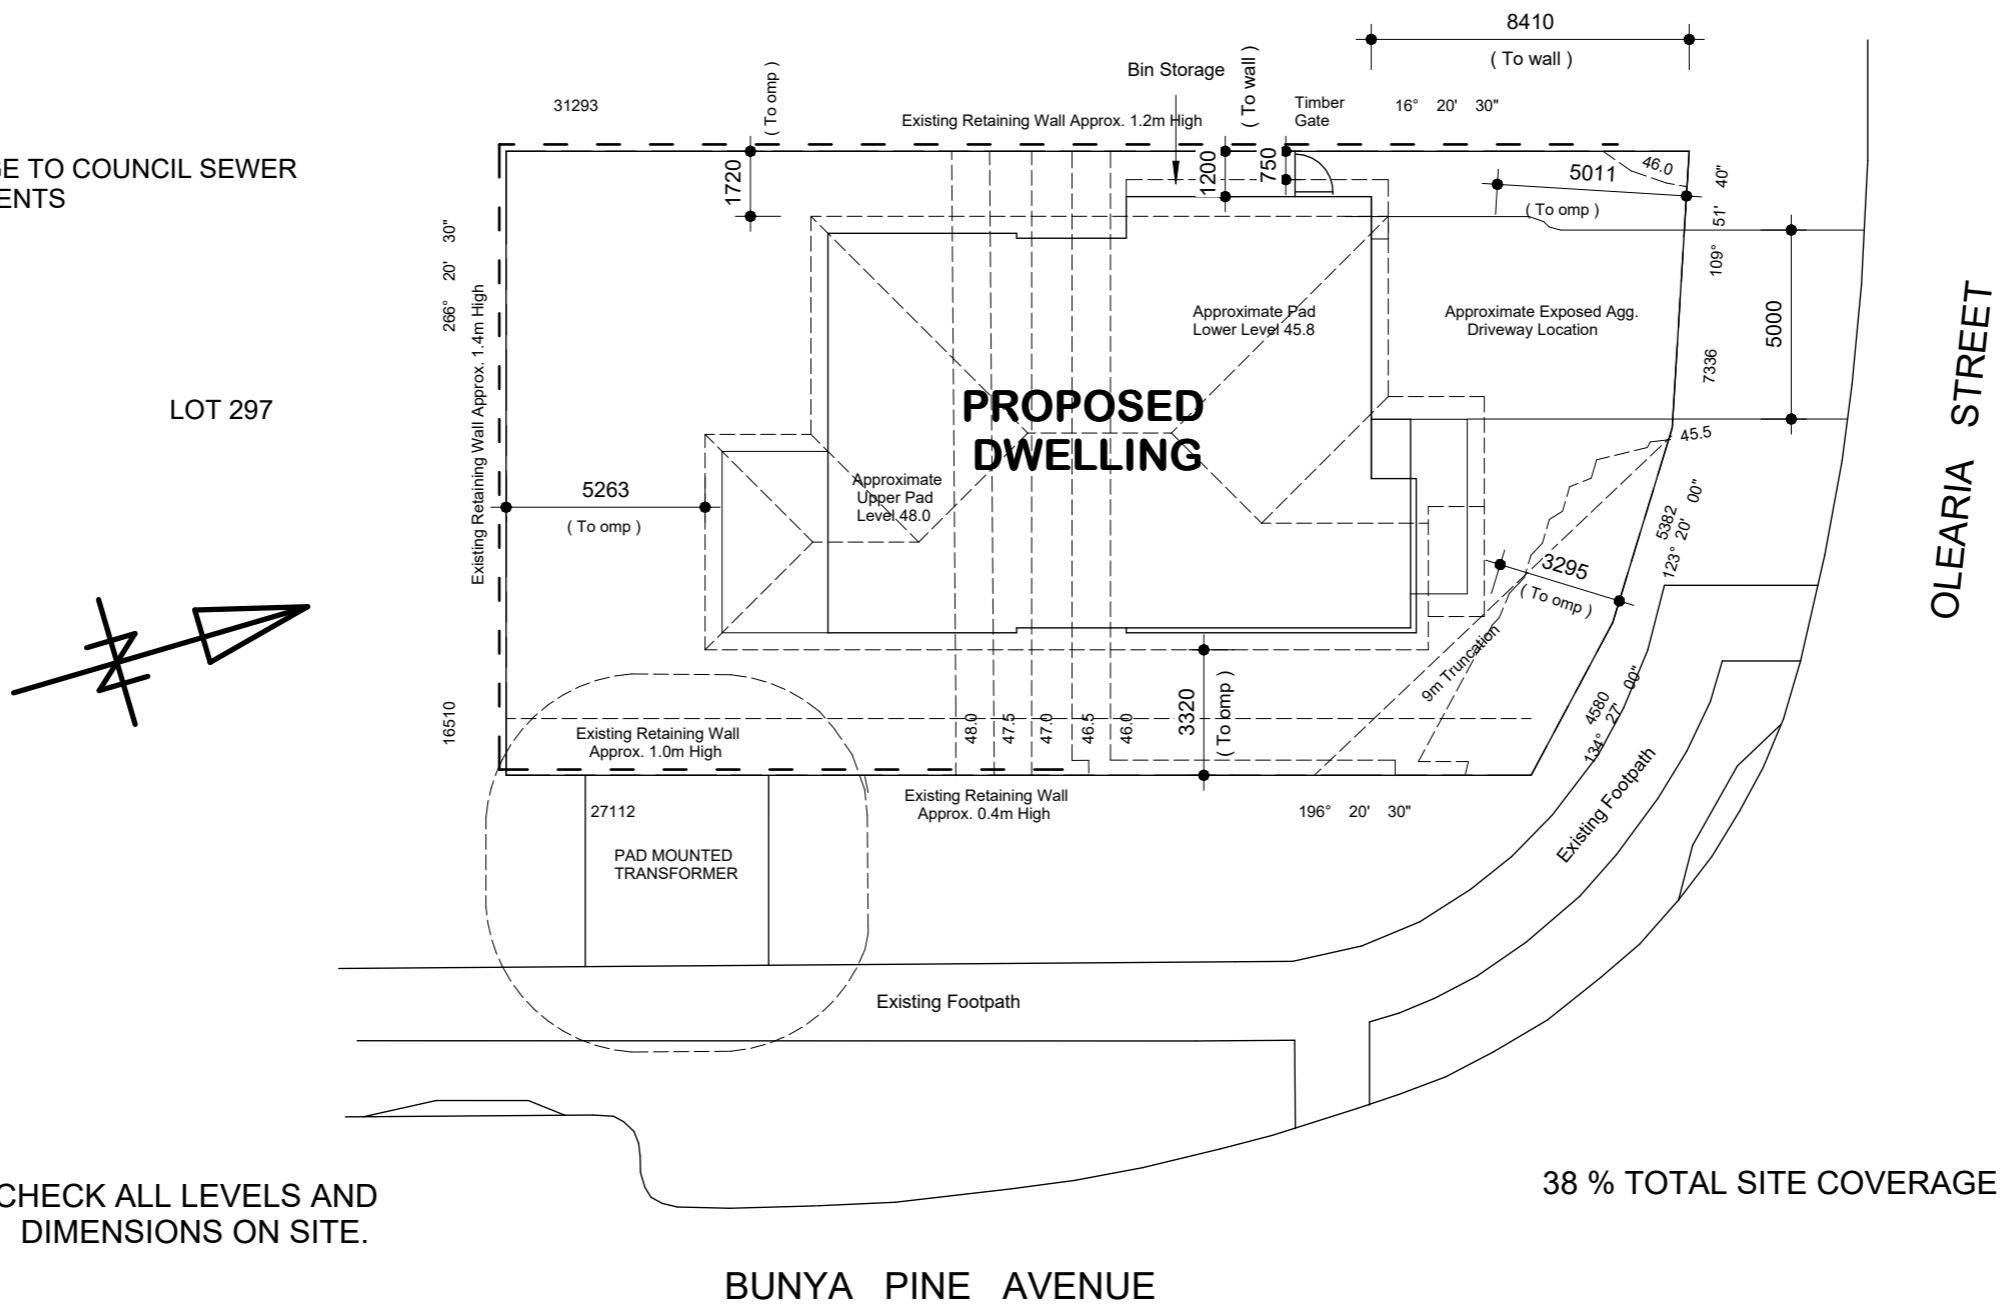 8410
( To wall )
Bin Storage
( To wall )
( To omp )
31293
Existing Retaining Wall Approx. 1.2m High
Timber
Gate
16° 20' 30"
TO COUNCIL SEWER
1720
1200
750
5011
( To omp )
46.0
109° 51' 40"
266° 20' 30"
Existing Retaining Wall Approx. 1.4m High
Approximate Pad
Lower Level 45.8
Approximate Exposed Agg.
Driveway Location
5000
7336
OLEARIA STREET
LOT 297
PROPOSED
DWELLING
45.5
5263
( To omp )
Approximate
Upper Pad
Level 48.0
5382
123° 20' 00"
3295
( To omp )
9m Truncation
16510
Existing Retaining Wall
Approx. 1.0m High
48.0
47.5
47.0
46.5
46.0
3320
( To omp )
4580
134° 27' 00"
27112
Existing Retaining Wall
Approx. 0.4m High
196° 20' 30"
Existing Footpath
PAD MOUNTED
TRANSFORMER
Existing Footpath
CHECK ALL LEVELS AND
DIMENSIONS ON SITE.
38 % TOTAL SITE COVERAGE
BUNYA PINE AVENUE